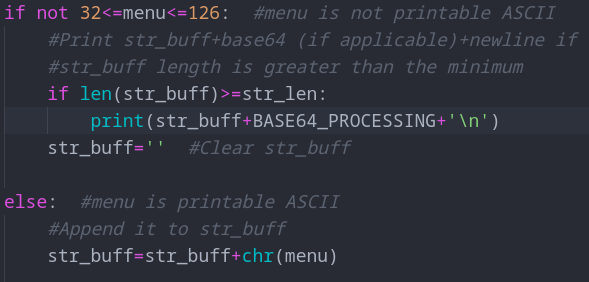 if not 32<=menu<=126:  #menu is not printable ASCII
    #Print str_buff+base64 (if applicable)+newline if
    #str_buff length is greater than the minimum
    if len(str_buff)>=str_len:
        print(str_buff+BASE64_PROCESSING+'\n')
    str_buff=''  #Clear str_buff

else:  #menu is printable ASCII
    #Append it to str_buff
    str_buff=str_buff+chr(menu)